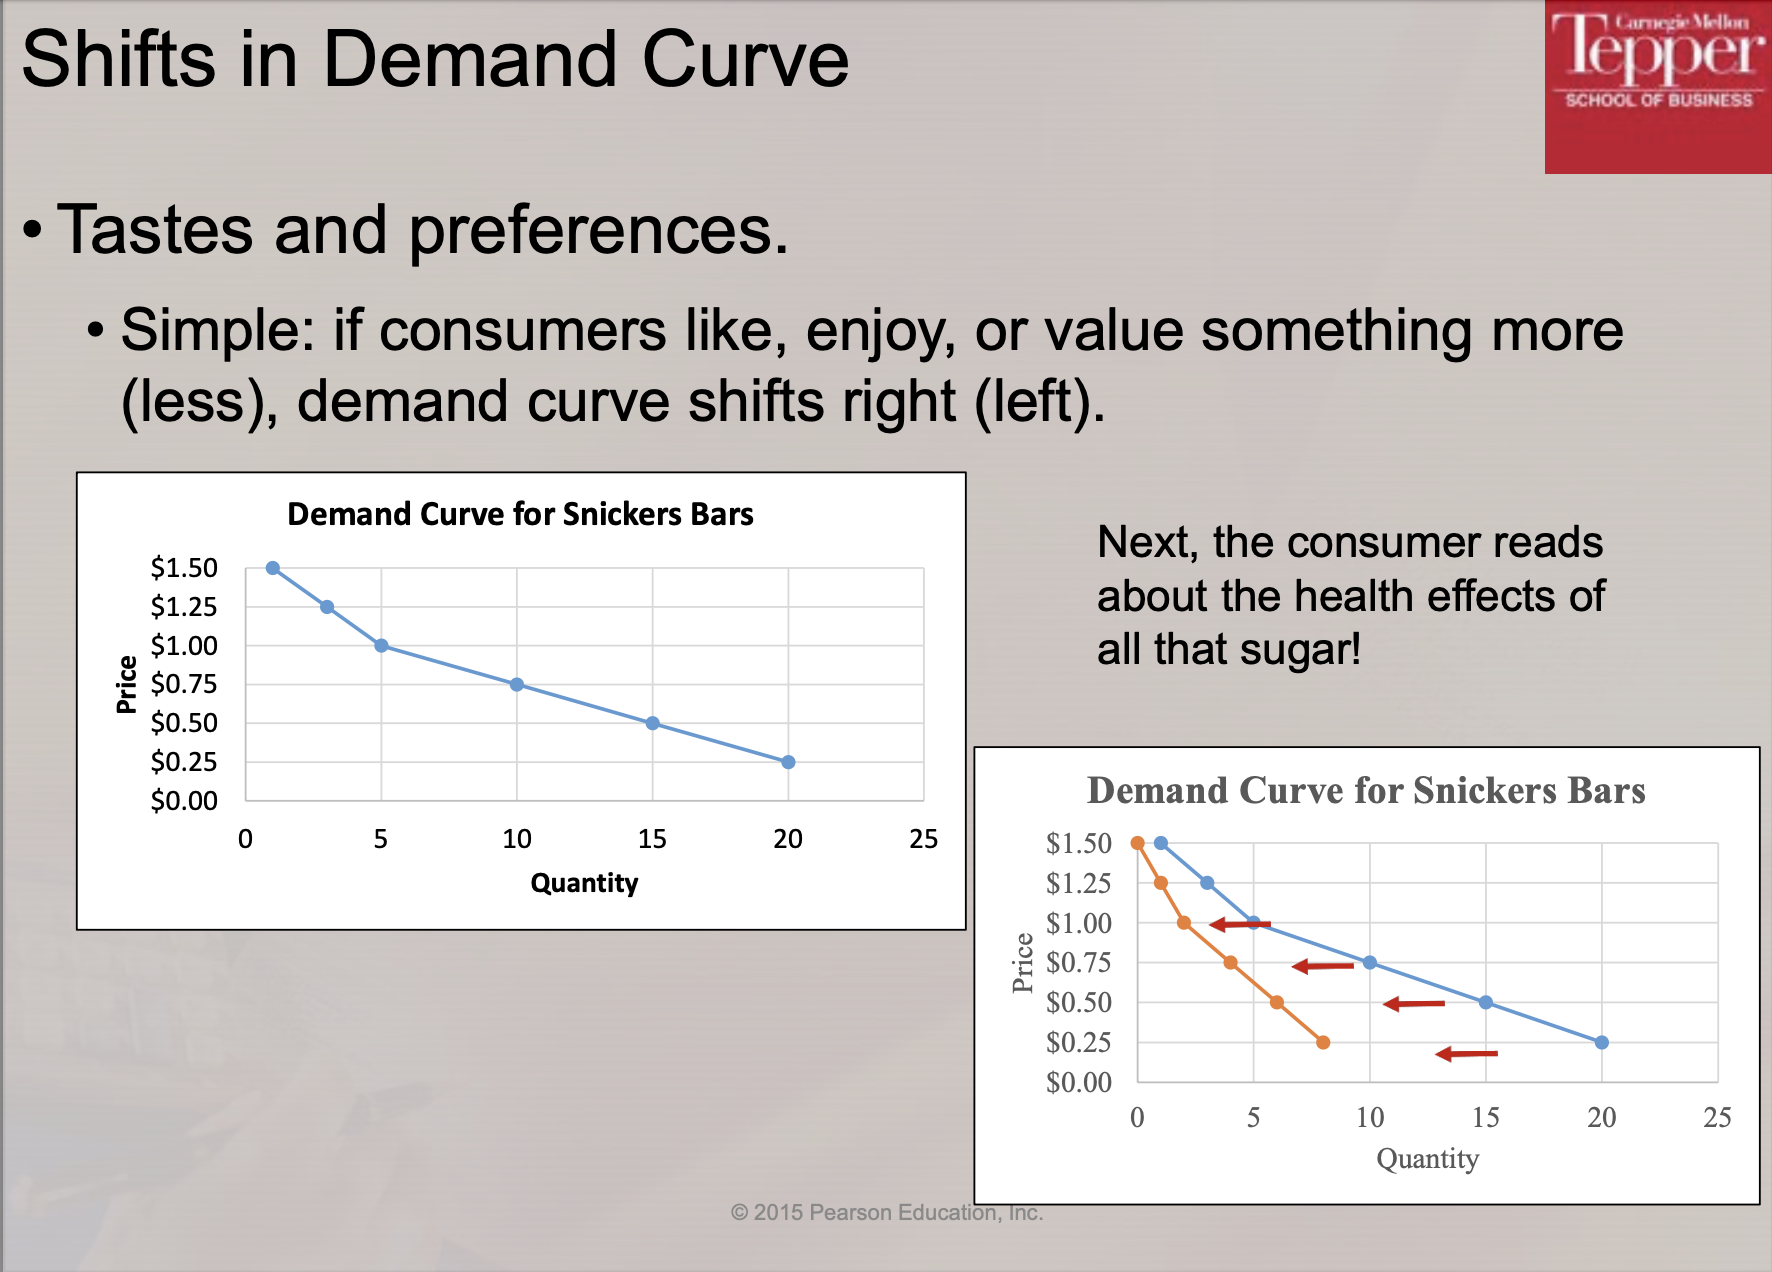 Shifts in Demand Curve
Carnegie Mellon
Tepper
SCHOOL OF BUSINESS
• Tastes and preferences.
• Simple: if consumers like, enjoy, or value something more
(less), demand curve shifts right (left).
Demand Curve for Snickers Bars
$1.50
$1.25
$1.00
$0.75
$0.50
$0.25
$0.00
Price
0 5 10 15 20 25
Quantity
Next, the consumer reads
about the health effects of
all that sugar!
Demand Curve for Snickers Bars
$1.50
$1.25
$1.00
$0.75
$0.50
$0.25
$0.00
Price
0 5 10 15 20 25
Quantity
© 2015 Pearson Education, Inc.